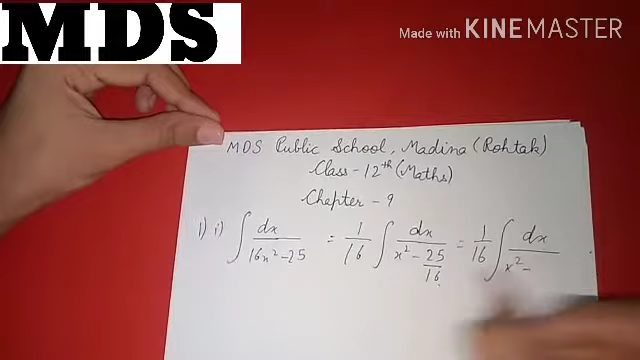 MDS
Made with KINEMASTER
MDS Public School, Madina (Rohtak)
Class - 12th (Maths)
Chapter - 9
1) i) ∫ dx/(16x² - 25) = 1/16 ∫ dx/(x² - 25/16) = 1/16 ∫ dx/(x² -